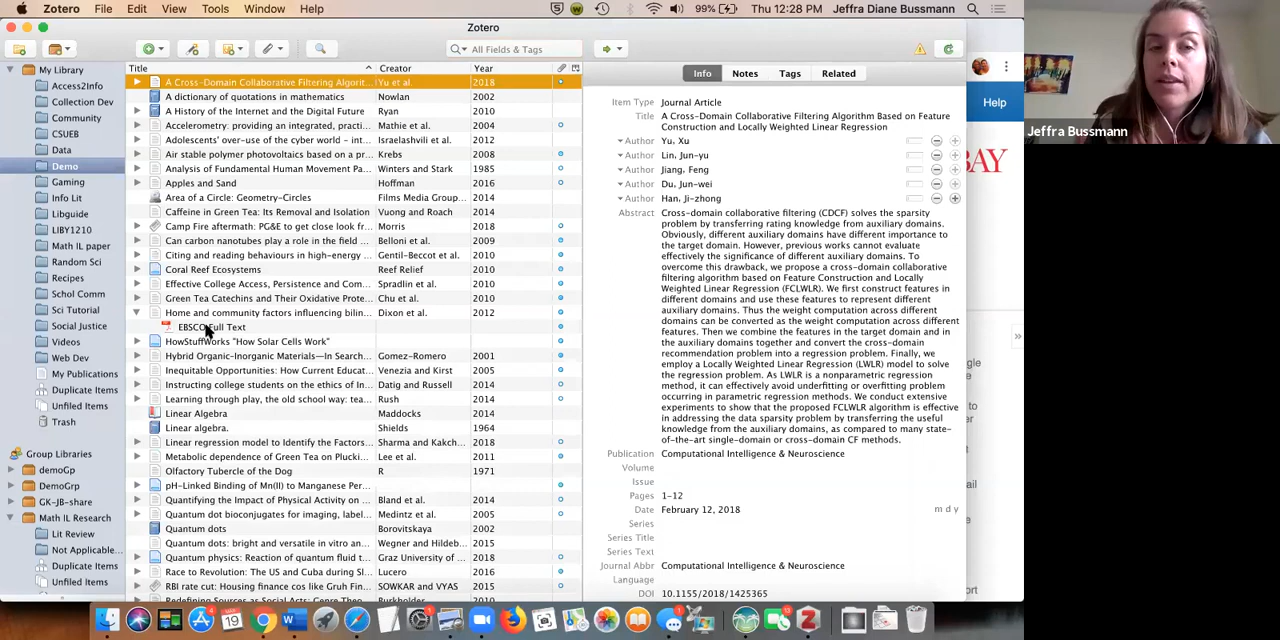 Zotero File Edit View Tools Window Help
99% Thu 12:28 PM Jeffra Diane Bussmann
Zotero
All Fields & Tags
My Library
Access2Info
Collection Dev
Community
CSUEB
Data
Demo
Gaming
Info Lit
Libguide
LIBY1210
Math IL paper
Random Sci
Recipes
Schol Comm
Sci Tutorial
Social Justice
Videos
Web Dev
My Publications
Duplicate Items
Unfiled Items
Trash
Group Libraries
demoGp
DemoGrp
GK-JB-share
Math IL Research
Lit Review
Not Applicable...
Duplicate Items
Unfiled Items
Title Creator Year
A Cross-Domain Collaborative Filtering Algorit... Yu et al. 2018
A dictionary of quotations in mathematics Nowlan 2002
A History of the Internet and the Digital Future Ryan 2010
Accelerometry: providing an integrated, practi... Mathie et al. 2004
Adolescents' over-use of the cyber world – int... Israelashvili et al. 2012
Air stable polymer photovoltaics based on a pr... Krebs 2008
Analysis of Fundamental Human Movement Pa... Winters and Stark 1985
Apples and Sand Hoffman 2016
Area of a Circle: Geometry-Circles Films Media Group...
Caffeine in Green Tea: Its Removal and Isolation Vuong and Roach 2014
Camp Fire aftermath: PG&E to get close look fr... Morris 2018
Can carbon nanotubes play a role in the field ... Belloni et al. 2009
Citing and reading behaviours in high-energy ... Gentil-Beccot et al. 2010
Coral Reef Ecosystems Reef Relief 2010
Effective College Access, Persistence and Com... Spradlin et al. 2010
Green Tea Catechins and Their Oxidative Prote... Chu et al. 2010
Home and community factors influencing bilin... Dixon et al. 2012
EBSCO Full Text
HowStuffWorks "How Solar Cells Work"
Hybrid Organic-Inorganic Materials—In Search... Gomez-Romero 2001
Inequitable Opportunities: How Current Educat... Venezia and Kirst 2005
Instructing college students on the ethics of In... Datig and Russell 2014
Learning through play, the old school way: tea... Rush 2014
Linear Algebra Maddocks 2014
Linear algebra. Shields 1964
Linear regression model to Identify the Factors... Sharma and Kakch... 2018
Metabolic dependence of Green Tea on Plucki... Lee et al. 2011
Olfactory Tubercle of the Dog R 1971
pH-Linked Binding of Mn(II) to Manganese Per...
Quantifying the Impact of Physical Activity on ... Bland et al. 2014
Quantum dot bioconjugates for imaging, label... Medintz et al. 2005
Quantum dots Borovitskaya 2002
Quantum dots: bright and versatile in vitro an... Wegner and Hildeb...
Quantum physics: Reaction of quantum fluid t... Graz University of ... 2018
Race to Revolution: The US and Cuba during Sl... Lucero 2016
RBI rate cut: Housing finance cos like Gruh Fin... SOWKAR and VYAS 2015
Info Notes Tags Related
Item Type Journal Article
Title A Cross-Domain Collaborative Filtering Algorithm Based on Feature
Construction and Locally Weighted Linear Regression
Author Yu, Xu
Author Lin, Jun-yu
Author Jiang, Feng
Author Du, Jun-wei
Author Han, Ji-zhong
Abstract Cross-domain collaborative filtering (CDCF) solves the sparsity
problem by transferring rating knowledge from auxiliary domains.
Obviously, different auxiliary domains have different importance to
the target domain. However, previous works cannot evaluate
effectively the significance of different auxiliary domains. To
overcome this drawback, we propose a cross-domain collaborative
filtering algorithm based on Feature Construction and Locally
Weighted Linear Regression (FCLWLR). We first construct features in
different domains and use these features to represent different
auxiliary domains. Thus the weight computation across different
domains can be converted as the weight computation across different
features. Then we combine the features in the target domain and in
the auxiliary domains together and convert the cross-domain
recommendation problem into a regression problem. Finally, we
employ a Locally Weighted Linear Regression (LWLR) model to solve
the regression problem. As LWLR is a nonparametric regression
method, it can effectively avoid underfitting or overfitting problem
occurring in parametric regression methods. We conduct extensive
experiments to show that the proposed FCLWLR algorithm is effective
in addressing the data sparsity problem by transferring the useful
knowledge from the auxiliary domains, as compared to many state-
of-the-art single-domain or cross-domain CF methods.
Publication Computational Intelligence & Neuroscience
Volume
Issue
Pages 1-12
Date February 12, 2018 m d y
Series
Series Title
Series Text
Journal Abbr Computational Intelligence & Neuroscience
Language
DOI 10.1155/2018/1425365
Help
BAY
Jeffra Bussmann